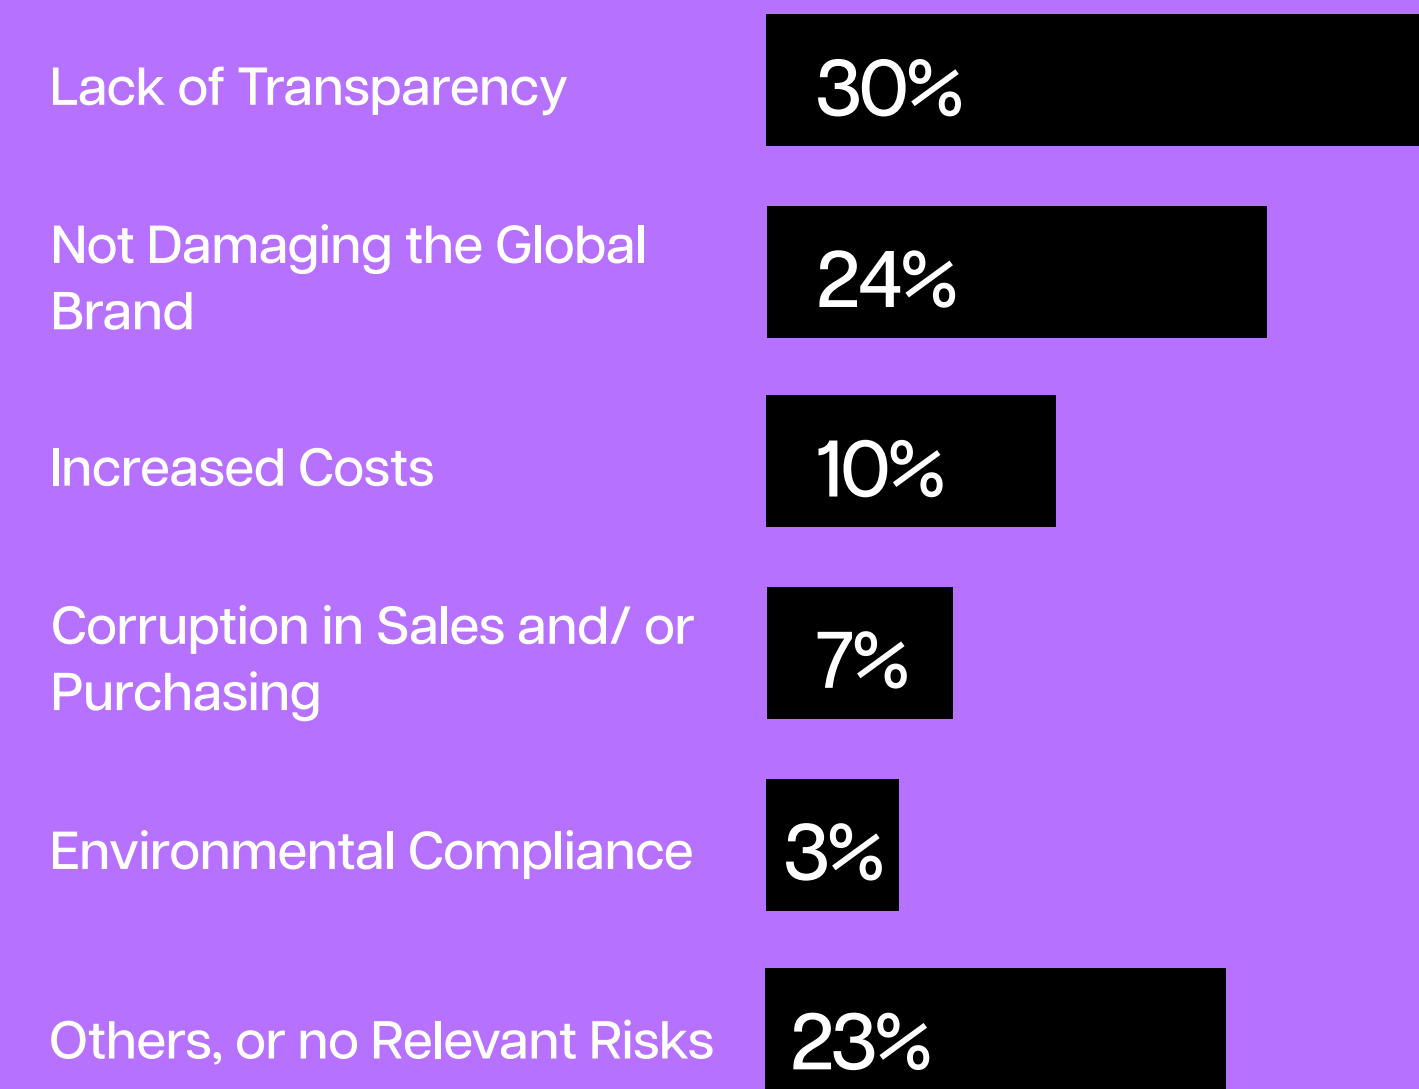 Lack of Transparency 30%
Not Damaging the Global
Brand
24%
Increased Costs 10%
Corruption in Sales and/ or
Purchasing
7%
Environmental Compliance 3%
Others, or no Relevant Risks 23%